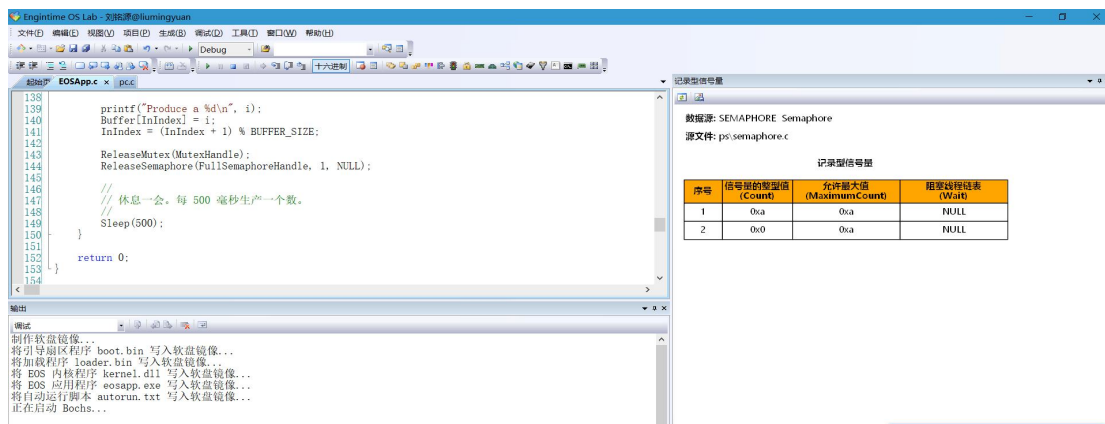 Engintime OS Lab - 刘铭源@liumingyuan
文件(F) 编辑(E) 视图(V) 项目(P) 生成(B) 调试(D) 工具(T) 窗口(W) 帮助(H)
Debug
十六进制
起始页 EOSApp.c × pc.c
138
139 printf("Produce a %d\n", i);
140 Buffer[InIndex] = i;
141 InIndex = (InIndex + 1) % BUFFER_SIZE;
142
143 ReleaseMutex(MutexHandle);
144 ReleaseSemaphore(FullSemaphoreHandle, 1, NULL);
145
146 //
147 // 休息一会。每 500 毫秒生产一个数。
148 //
149 Sleep(500);
150 }
151
152 return 0;
153 }
154
输出
调试
制作软盘镜像...
将引导扇区程序 boot.bin 写入软盘镜像...
将加载程序 loader.bin 写入软盘镜像...
将 EOS 内核程序 kernel.dll 写入软盘镜像...
将 EOS 应用程序 eosapp.exe 写入软盘镜像...
将自动运行脚本 autorun.txt 写入软盘镜像...
正在启动 Bochs...
记录型信号量
数据源: SEMAPHORE Semaphore
源文件: ps\semaphore.c
记录型信号量
序号 信号量的整型值 (Count) 允许最大值 (MaximumCount) 阻塞线程链表 (Wait)
1 0xa 0xa NULL
2 0x0 0xa NULL